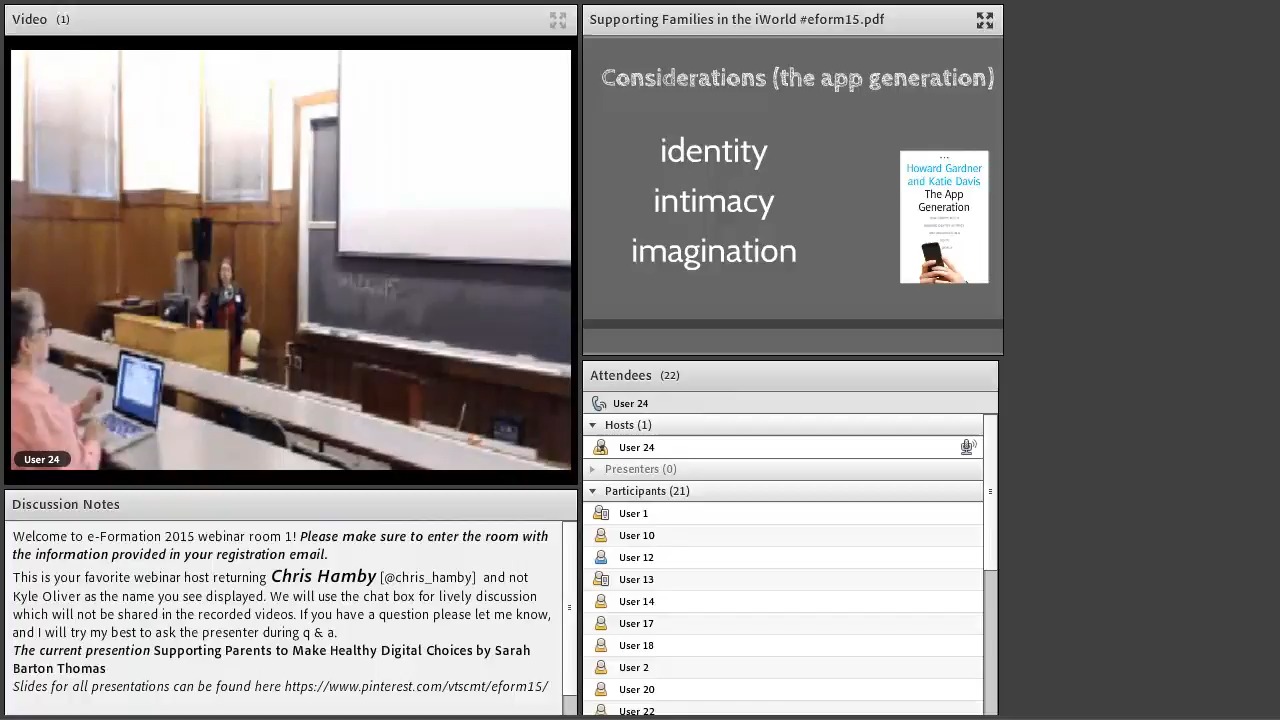 Video (1)
User 24
Supporting Families in the iWorld #eform15.pdf
Considerations (the app generation)
identity
intimacy
imagination
Howard Gardner
and Katie Davis
The App
Generation
Attendees (22)
User 24
Hosts (1)
User 24
Presenters (0)
Participants (21)
User 1
User 10
User 12
User 13
User 14
User 17
User 18
User 2
User 20
User 22
Discussion Notes
Welcome to e-Formation 2015 webinar room 1! Please make sure to enter the room with
the information provided in your registration email.
This is your favorite webinar host returning Chris Hamby [@chris_hamby] and not
Kyle Oliver as the name you see displayed. We will use the chat box for lively discussion
which will not be shared in the recorded videos. If you have a question please let me know,
and I will try my best to ask the presenter during q & a.
The current presention Supporting Parents to Make Healthy Digital Choices by Sarah
Barton Thomas
Slides for all presentations can be found here https://www.pinterest.com/vtscmt/eform15/